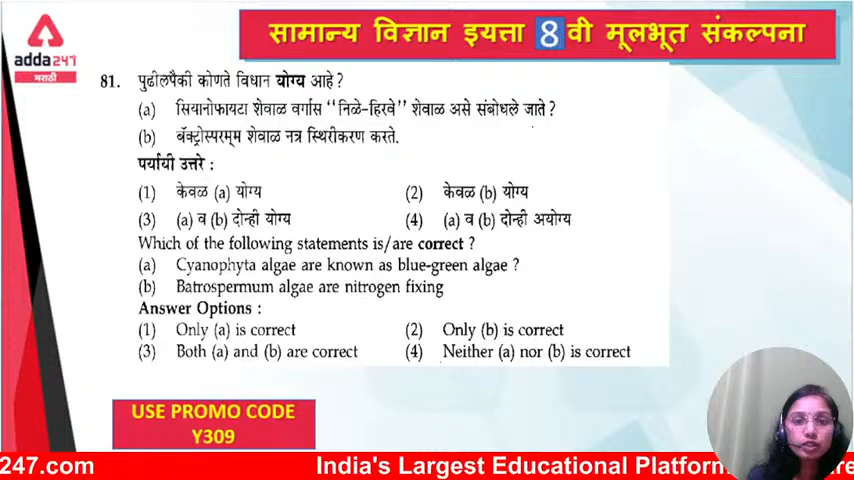 सामान्य विज्ञान इयत्ता 8 वी मूलभूत संकल्पना
adda247
मराठी
81. पुढीलपैकी कोणते विधान योग्य आहे ?
(a) सियानोफायटा शेवाळ वर्गास "निळे-हिरवे" शेवाळ असे संबोधले जाते ?
(b) बॅक्ट्रोस्परमम शेवाळ नत्र स्थिरीकरण करते.
पर्यायी उत्तरे :
(1) केवळ (a) योग्य (2) केवळ (b) योग्य
(3) (a) व (b) दोन्ही योग्य (4) (a) व (b) दोन्ही अयोग्य
Which of the following statements is/are correct ?
(a) Cyanophyta algae are known as blue-green algae ?
(b) Batrospermum algae are nitrogen fixing
Answer Options :
(1) Only (a) is correct (2) Only (b) is correct
(3) Both (a) and (b) are correct (4) Neither (a) nor (b) is correct
USE PROMO CODE
Y309
247.com India's Largest Educational Platform